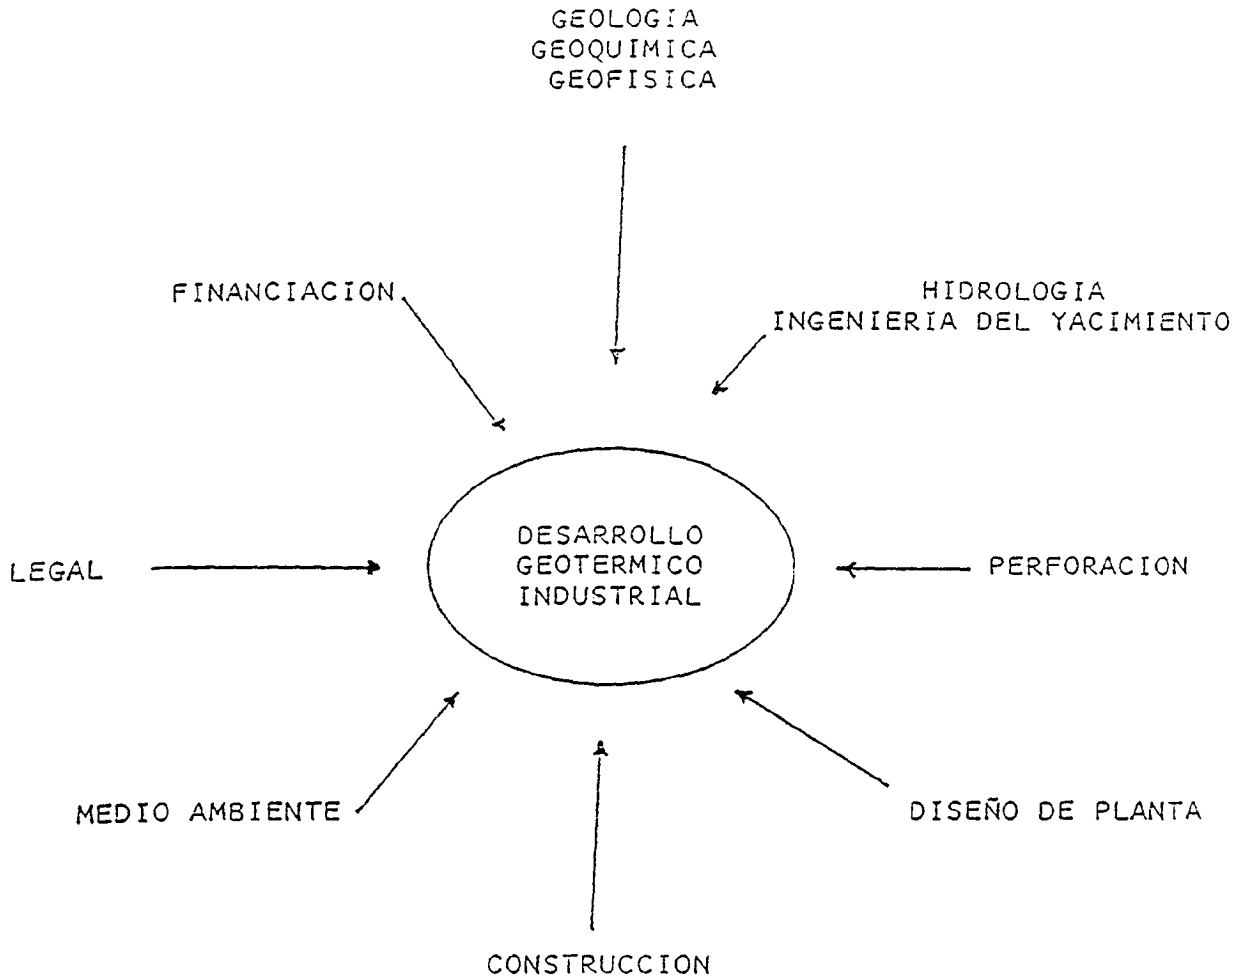 GEOLOGIA
GEOQUIMICA
GEOFISICA
FINANCIACION
HIDROLOGIA
INGENIERIA DEL YACIMIENTO
DESARROLLO
GEOTERMICO
INDUSTRIAL
LEGAL
PERFORACION
MEDIO AMBIENTE
DISEÑO DE PLANTA
CONSTRUCCION